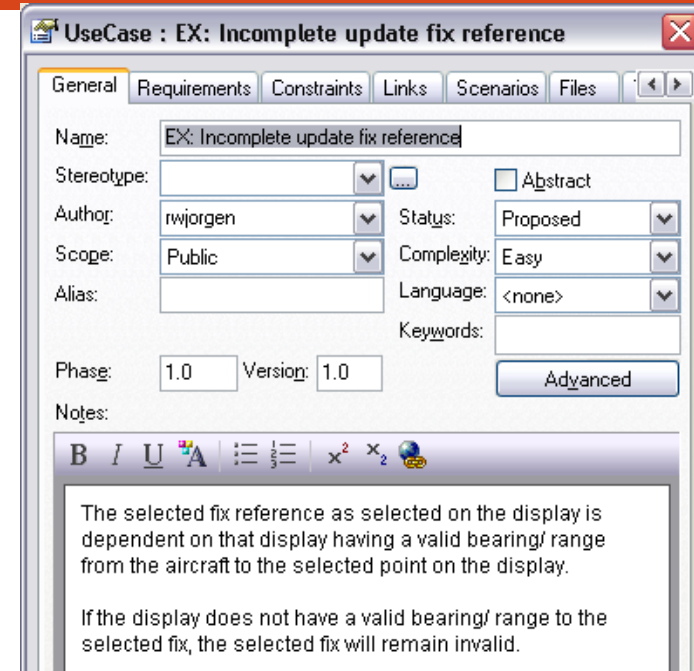 UseCase : EX: Incomplete update fix reference
General Requirements Constraints Links Scenarios Files
Name: EX: Incomplete update fix reference
Stereotype: ... Abstract
Author: rwjorgen Status: Proposed
Scope: Public Complexity: Easy
Alias: Language: <none>
Keywords:
Phase: 1.0 Version: 1.0 Advanced
Notes:
B I U A x² x₂
The selected fix reference as selected on the display is
dependent on that display having a valid bearing/ range
from the aircraft to the selected point on the display.
If the display does not have a valid bearing/ range to the
selected fix, the selected fix will remain invalid.